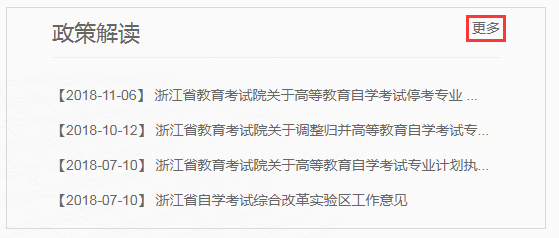 政策解读
更多
【2018-11-06】 浙江省教育考试院关于高等教育自学考试停考专业 ...
【2018-10-12】 浙江省教育考试院关于调整归并高等教育自学考试专...
【2018-07-10】 浙江省教育考试院关于高等教育自学考试专业计划执...
【2018-07-10】 浙江省自学考试综合改革实验区工作意见